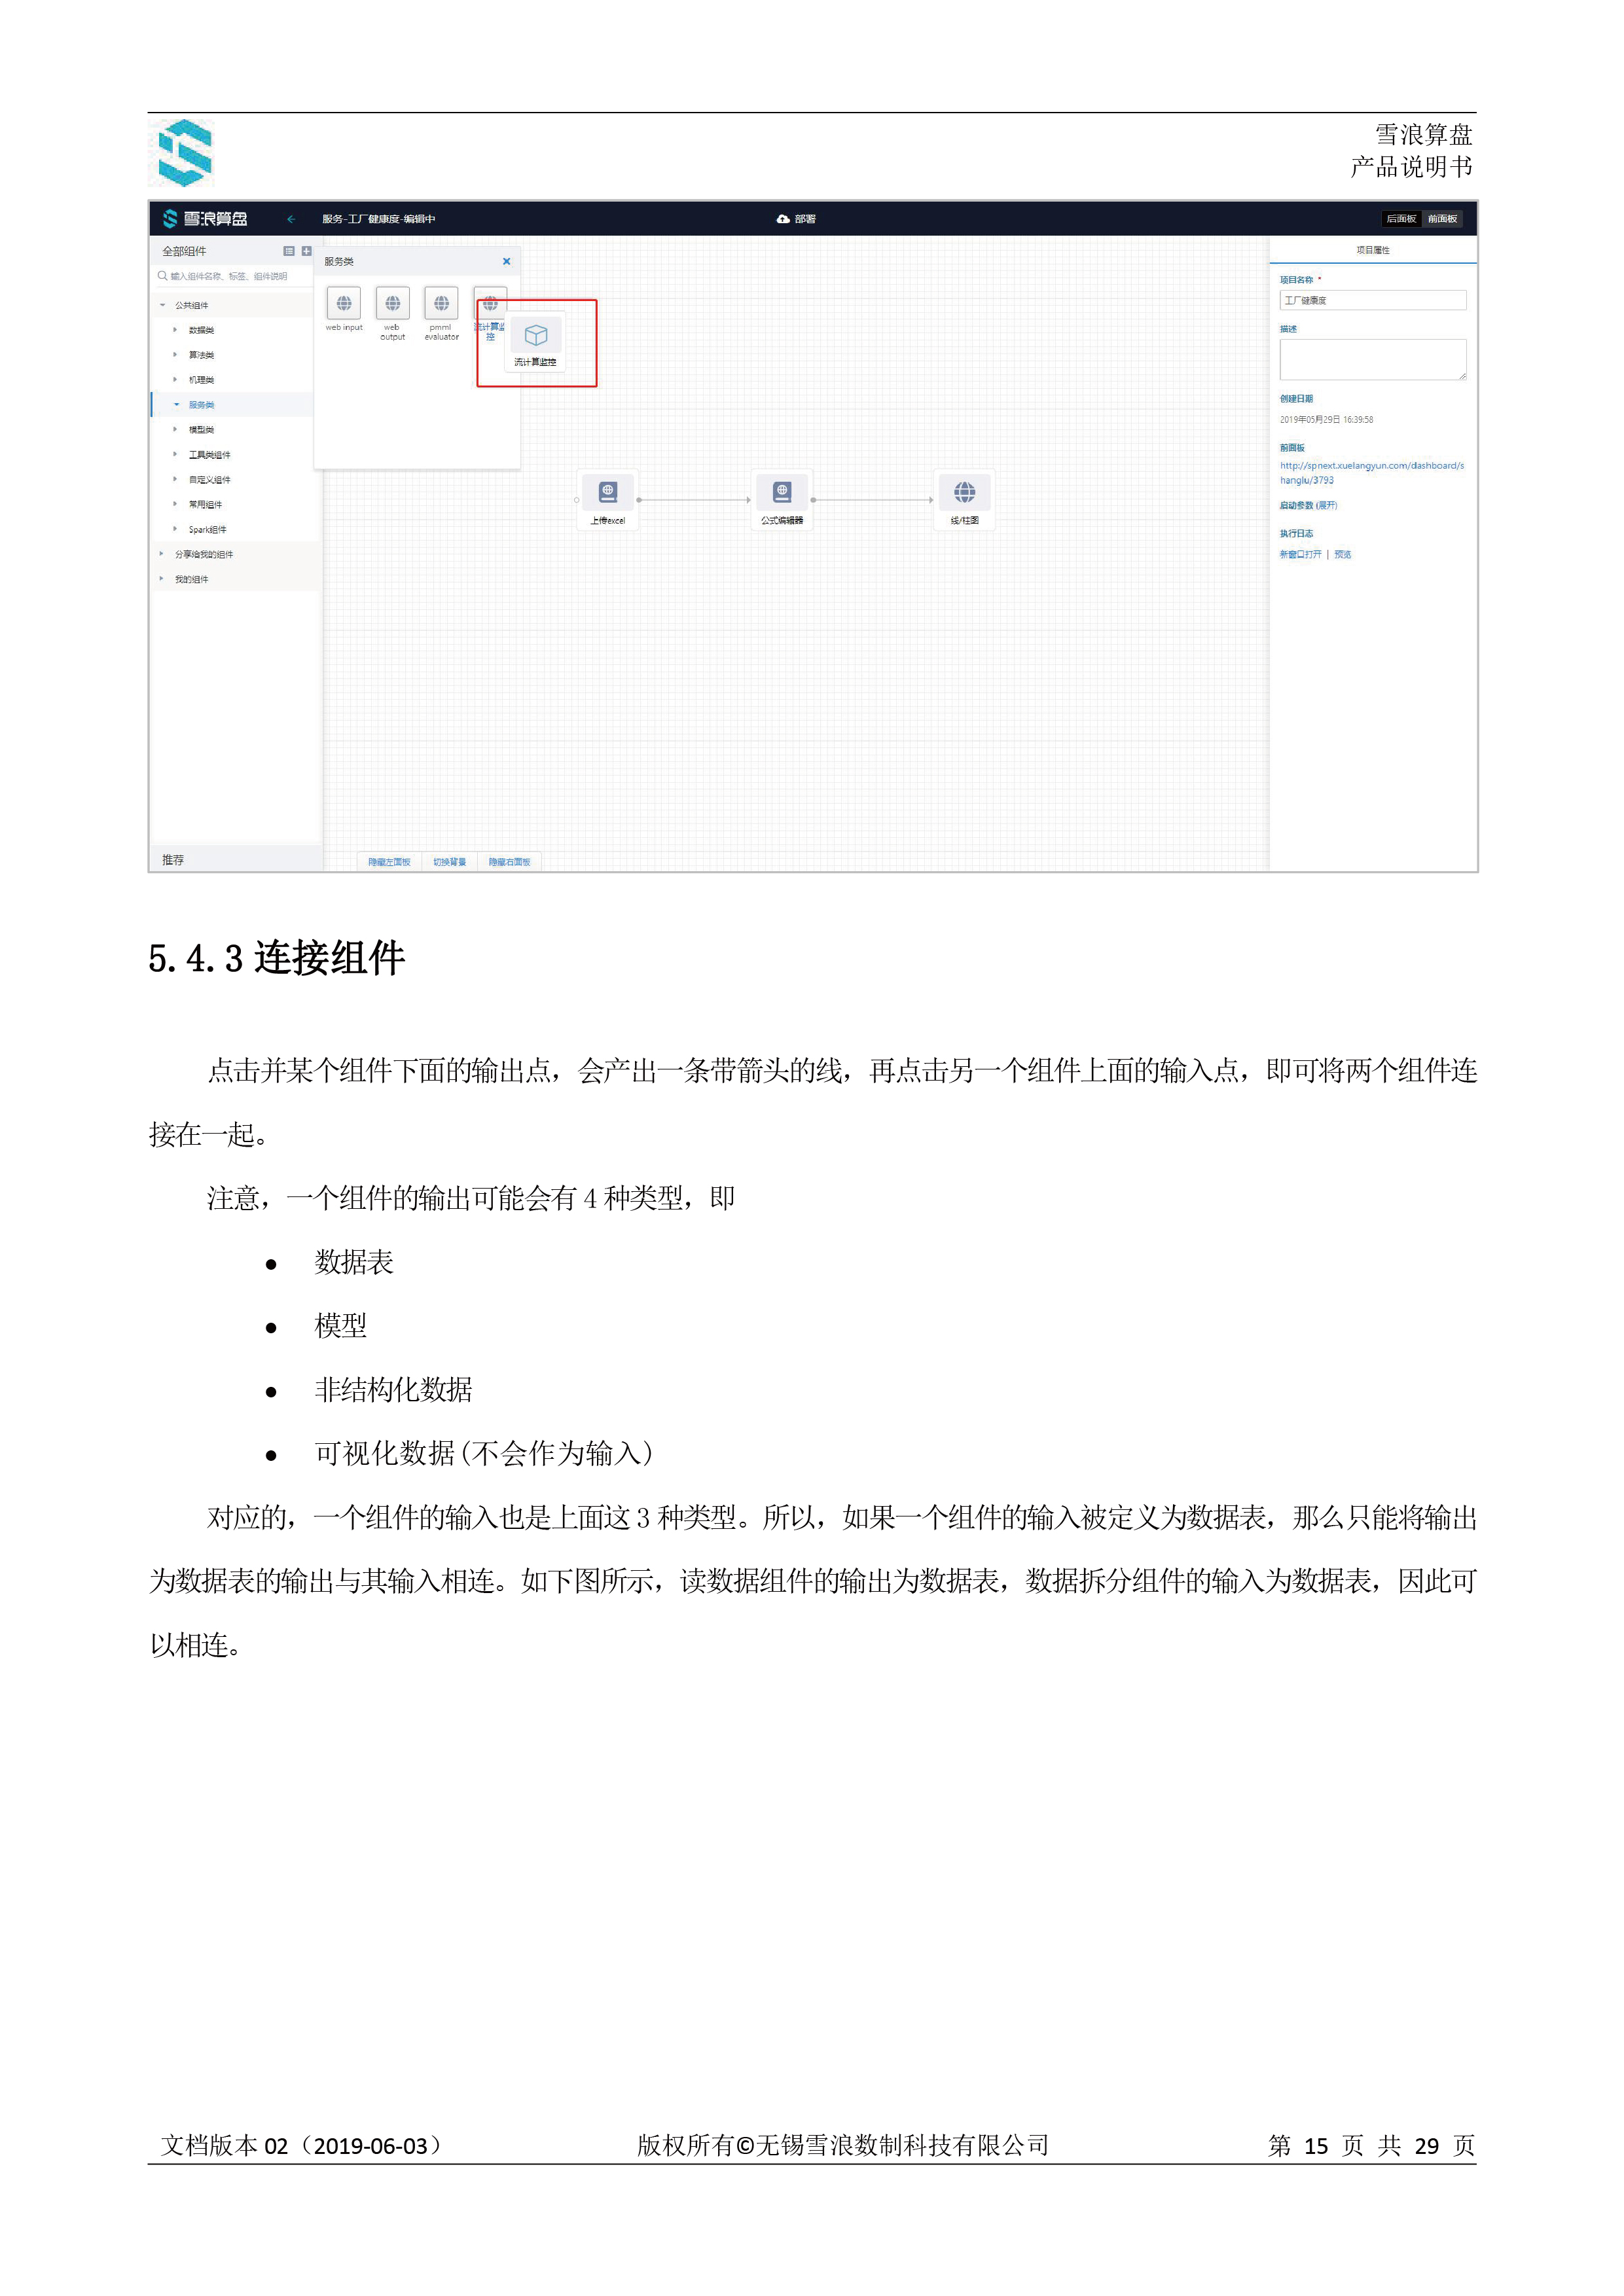 雪浪算盘
产品说明书
雪浪算盘
服务-工厂健康度-编辑中
部署
后面板
前面板
全部组件
输入组件名称、标签、组件说明
公共组件
数据类
算法类
机理类
服务类
模型类
工具类组件
自定义组件
常用组件
Spark组件
分享给我的组件
我的组件
推荐
服务类
web input
web output
pmml evaluator
流计算监控
流计算监控
上传excel
公式编辑器
线/柱图
隐藏左面板
切换背景
隐藏右面板
项目属性
项目名称 *
工厂健康度
描述
创建日期
2019年05月29日 16:39:58
前面板
http://spnext.xuelangyun.com/dashboard/s
hanglu/3793
启动参数 (展开)
执行日志
新窗口打开 | 预览
5.4.3 连接组件
点击并某个组件下面的输出点，会产出一条带箭头的线，再点击另一个组件上面的输入点，即可将两个组件连
接在一起。
注意，一个组件的输出可能会有 4 种类型，即
● 数据表
● 模型
● 非结构化数据
● 可视化数据(不会作为输入)
对应的，一个组件的输入也是上面这 3 种类型。所以，如果一个组件的输入被定义为数据表，那么只能将输出
为数据表的输出与其输入相连。如下图所示，读数据组件的输出为数据表，数据拆分组件的输入为数据表，因此可
以相连。
文档版本 02（2019-06-03） 版权所有©无锡雪浪数制科技有限公司 第 15 页 共 29 页